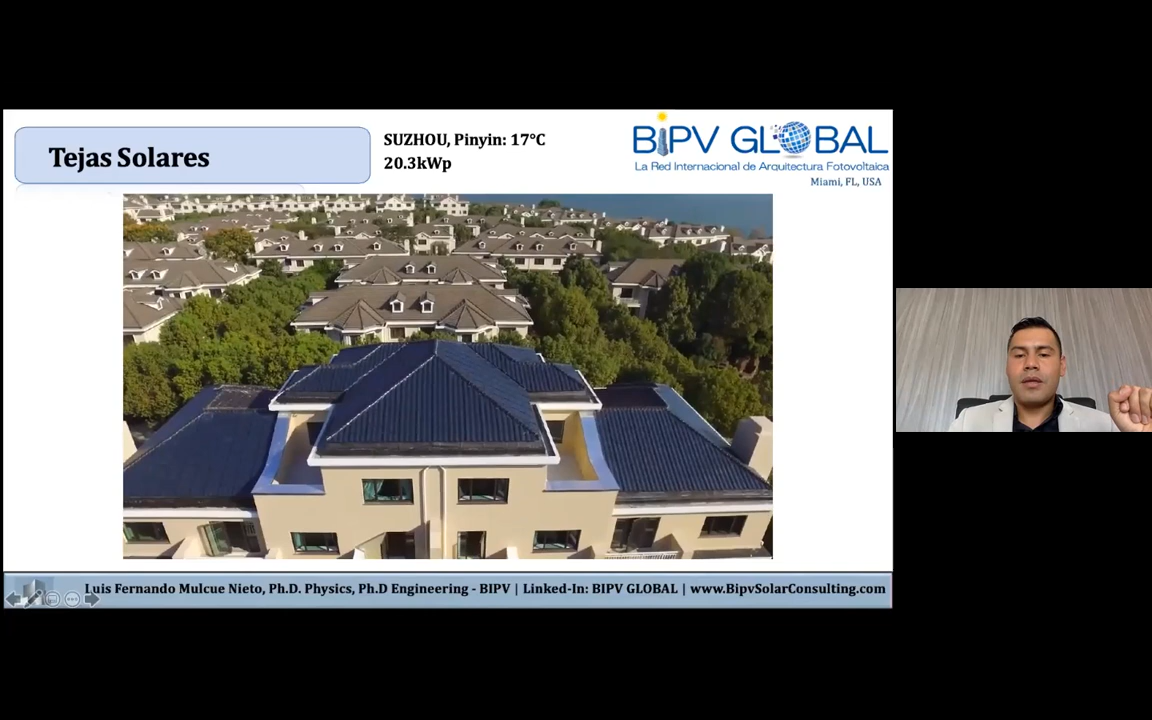 Tejas Solares
SUZHOU, Pinyin: 17°C
20.3kWp
BIPV GLOBAL
La Red Internacional de Arquitectura Fotovoltaica
Miami, FL, USA
Luis Fernando Mulcue Nieto, Ph.D. Physics, Ph.D Engineering - BIPV | Linked-In: BIPV GLOBAL | www.BipvSolarConsulting.com